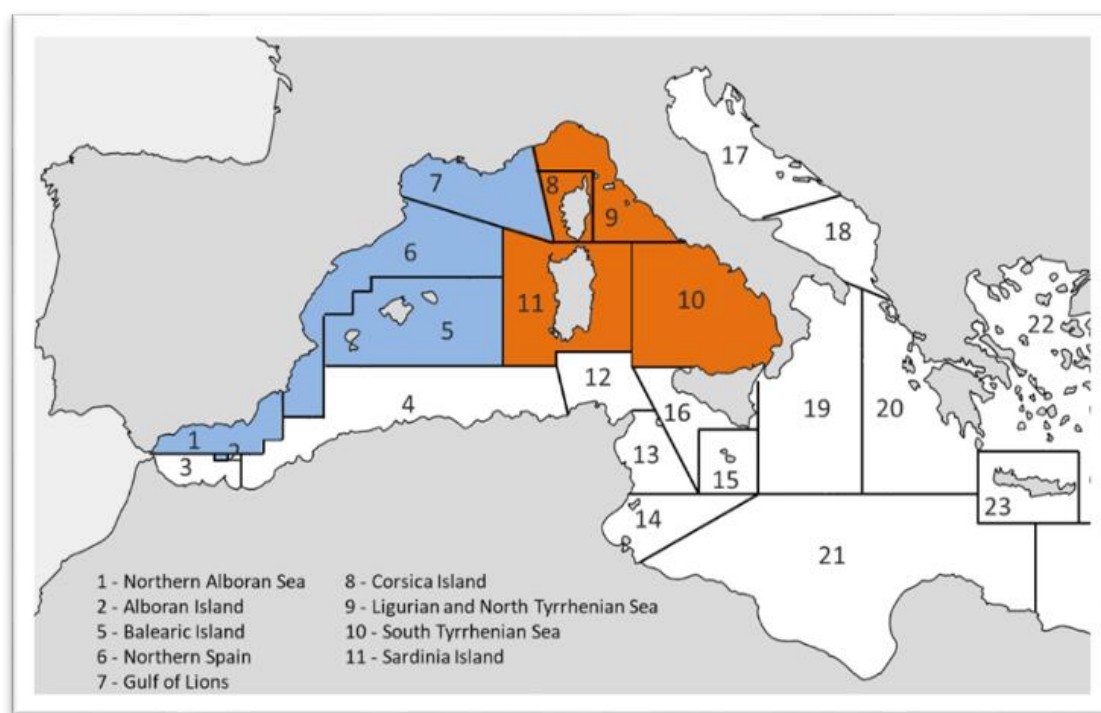 17
7
8
9
18
6
11
10
22
5
12
4
16
19
20
1
2
3
13
15
23
14
21
1 - Northern Alboran Sea
2 - Alboran Island
5 - Balearic Island
6 - Northern Spain
7 - Gulf of Lions
8 - Corsica Island
9 - Ligurian and North Tyrrhenian Sea
10 - South Tyrrhenian Sea
11 - Sardinia Island